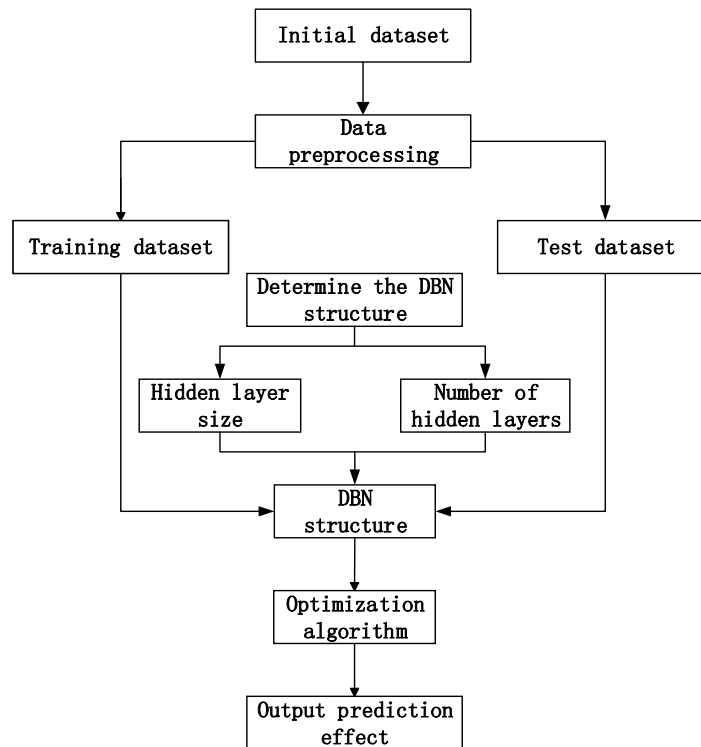 Initial dataset
Data
preprocessing
Training dataset
Test dataset
Determine the DBN
structure
Hidden layer
size
Number of
hidden layers
DBN
structure
Optimization
algorithm
Output prediction
effect